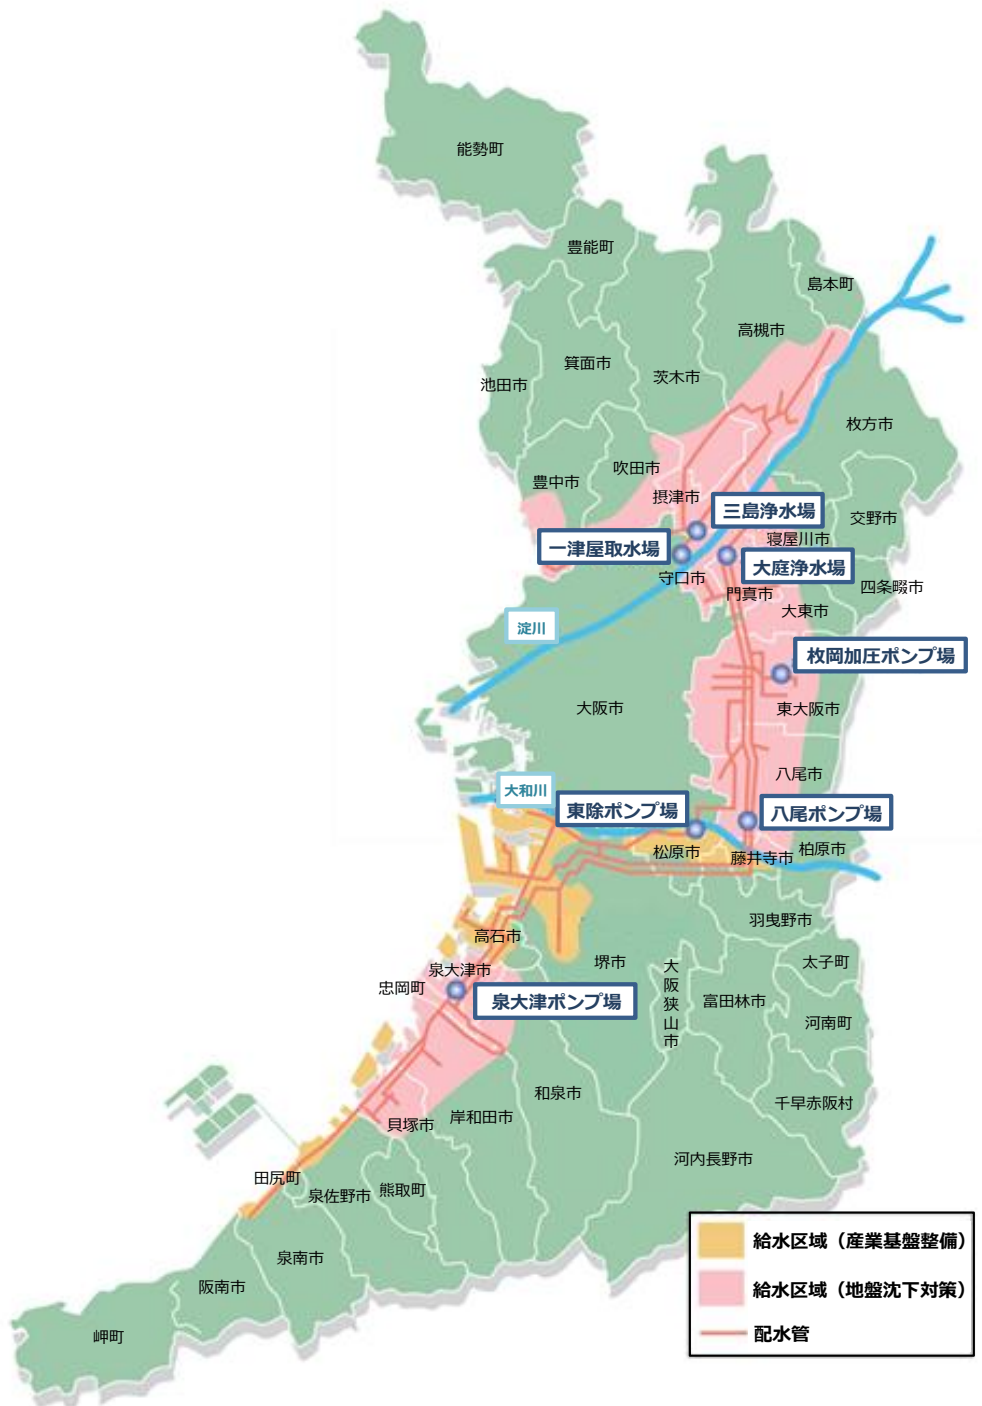 能勢町
豊能町
島本町
高槻市
箕面市
茨木市
池田市
枚方市
吹田市
豊中市
摂津市
三島浄水場
交野市
寝屋川市
一津屋取水場
大庭浄水場
守口市
四条畷市
門真市
大東市
淀川
枚岡加圧ポンプ場
大阪市
東大阪市
八尾市
大和川
東除ポンプ場
八尾ポンプ場
松原市
藤井寺市
柏原市
羽曳野市
高石市
堺市
太子町
泉大津市
大阪狭山市
忠岡町
泉大津ポンプ場
富田林市
河南町
和泉市
千早赤阪村
岸和田市
貝塚市
河内長野市
田尻町
熊取町
泉佐野市
泉南市
阪南市
岬町
給水区域（産業基盤整備）
給水区域（地盤沈下対策）
配水管